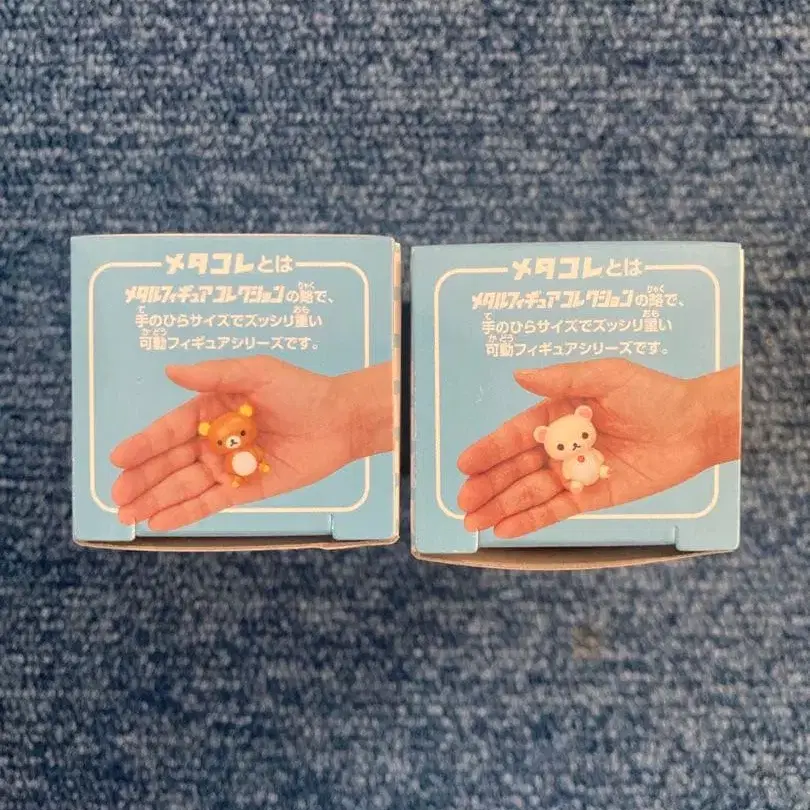 メタコレとは
メタルフィギュアコレクションの略で、
手のひらサイズでズッシリ重い
可動フィギュアシリーズです。
メタコレとは
メタルフィギュアコレクションの略で、
手のひらサイズでズッシリ重い
可動フィギュアシリーズです。